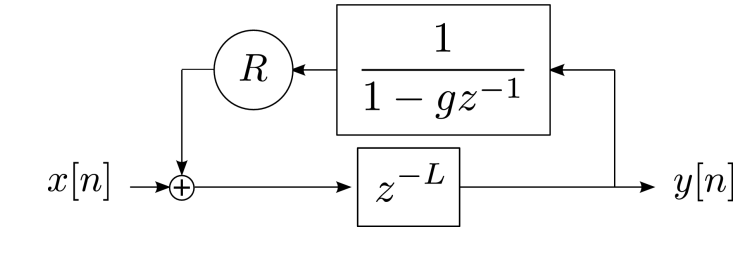 R
1
1 − gz⁻¹
x[n]
+
z⁻ᴸ
y[n]